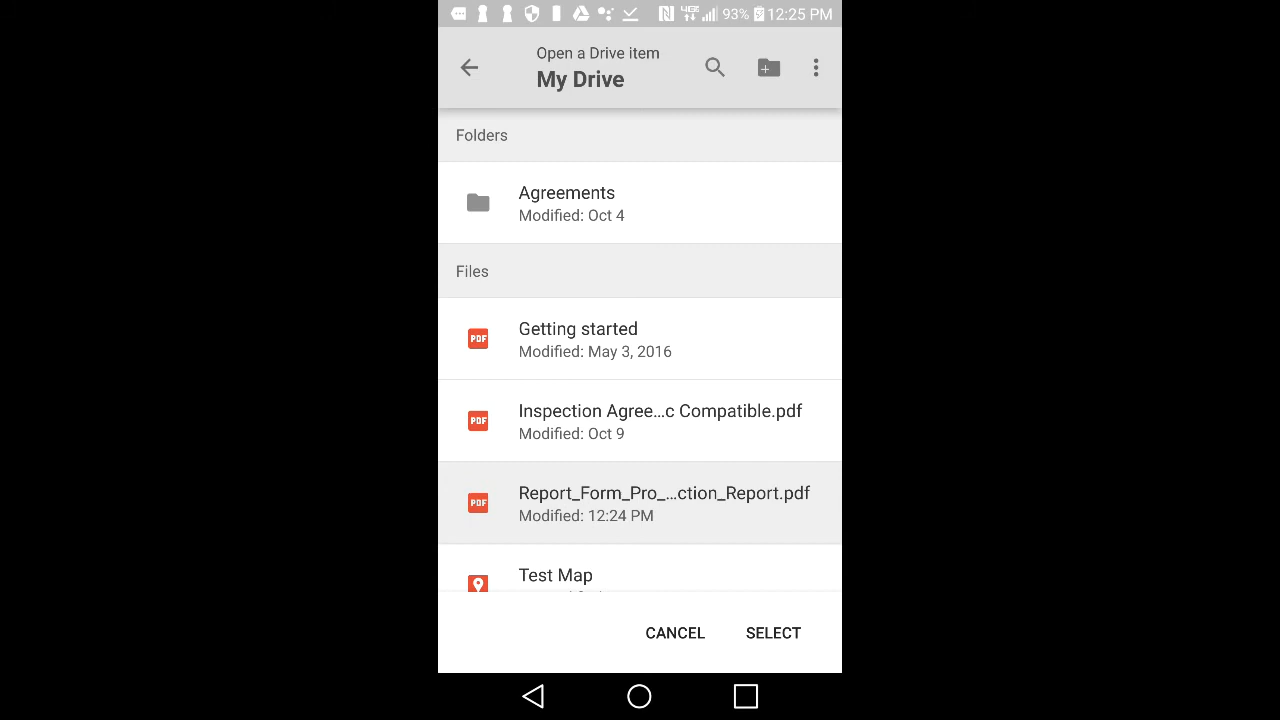 4GE 93% 12:25 PM
Open a Drive item
My Drive
Folders
Agreements
Modified: Oct 4
Files
PDF Getting started
Modified: May 3, 2016
PDF Inspection Agree...c Compatible.pdf
Modified: Oct 9
PDF Report_Form_Pro_...ction_Report.pdf
Modified: 12:24 PM
Test Map
CANCEL SELECT